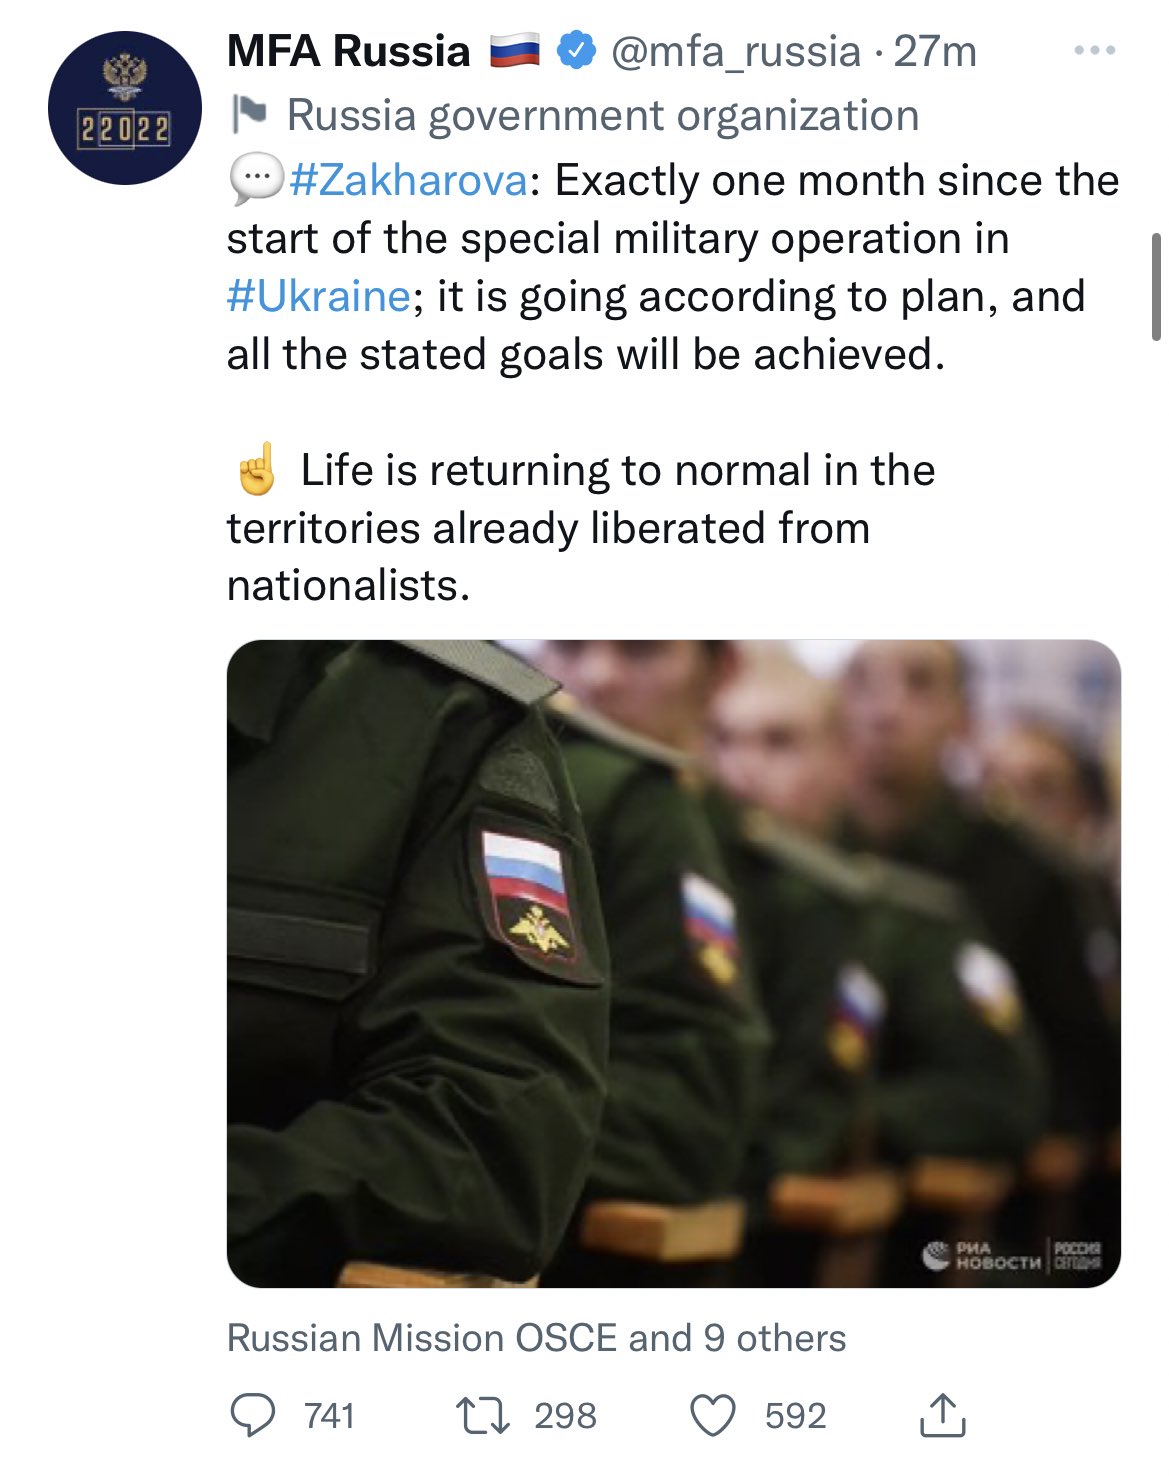 22022
MFA Russia 🇷🇺 @mfa_russia · 27m
Russia government organization
💬#Zakharova: Exactly one month since the
start of the special military operation in
#Ukraine; it is going according to plan, and
all the stated goals will be achieved.
☝️ Life is returning to normal in the
territories already liberated from
nationalists.
РИА
НОВОСТИ
РОССИЯ
СЕГОДНЯ
Russian Mission OSCE and 9 others
741 298 592